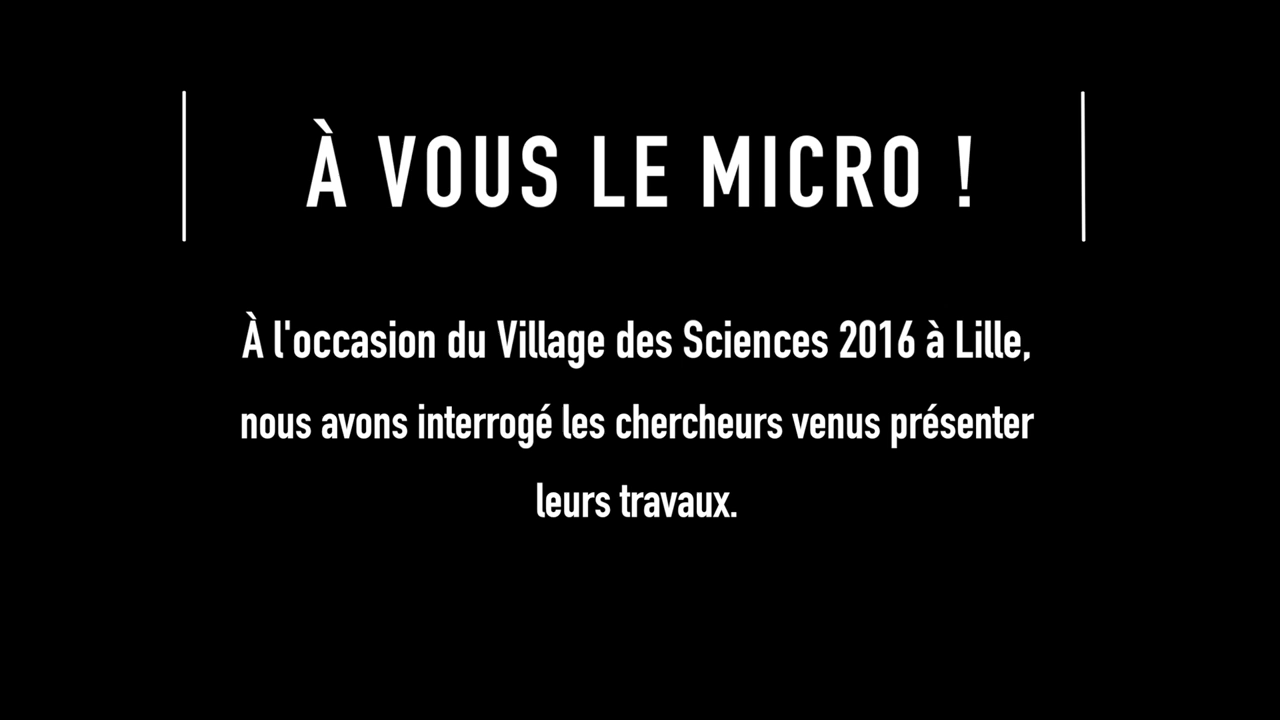 À VOUS LE MICRO !
À l'occasion du Village des Sciences 2016 à Lille,
nous avons interrogé les chercheurs venus présenter
leurs travaux.